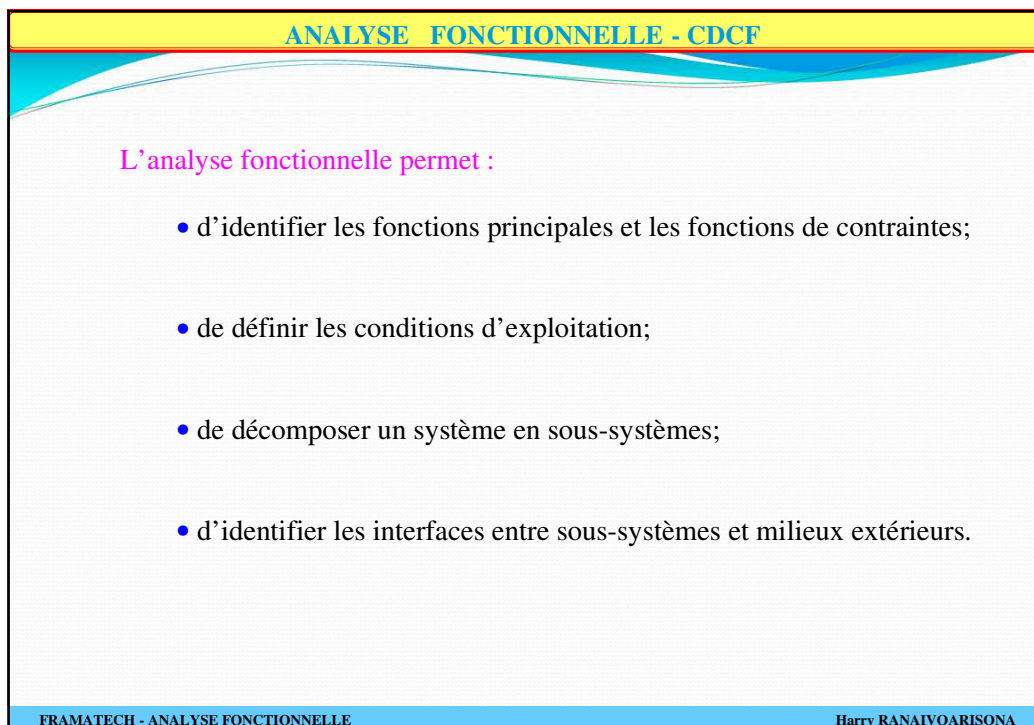 ANALYSE FONCTIONNELLE - CDCF
L’analyse fonctionnelle permet :
• d’identifier les fonctions principales et les fonctions de contraintes;
• de définir les conditions d’exploitation;
• de décomposer un système en sous-systèmes;
• d’identifier les interfaces entre sous-systèmes et milieux extérieurs.
FRAMATECH - ANALYSE FONCTIONNELLE
Harry RANAIVOARISONA